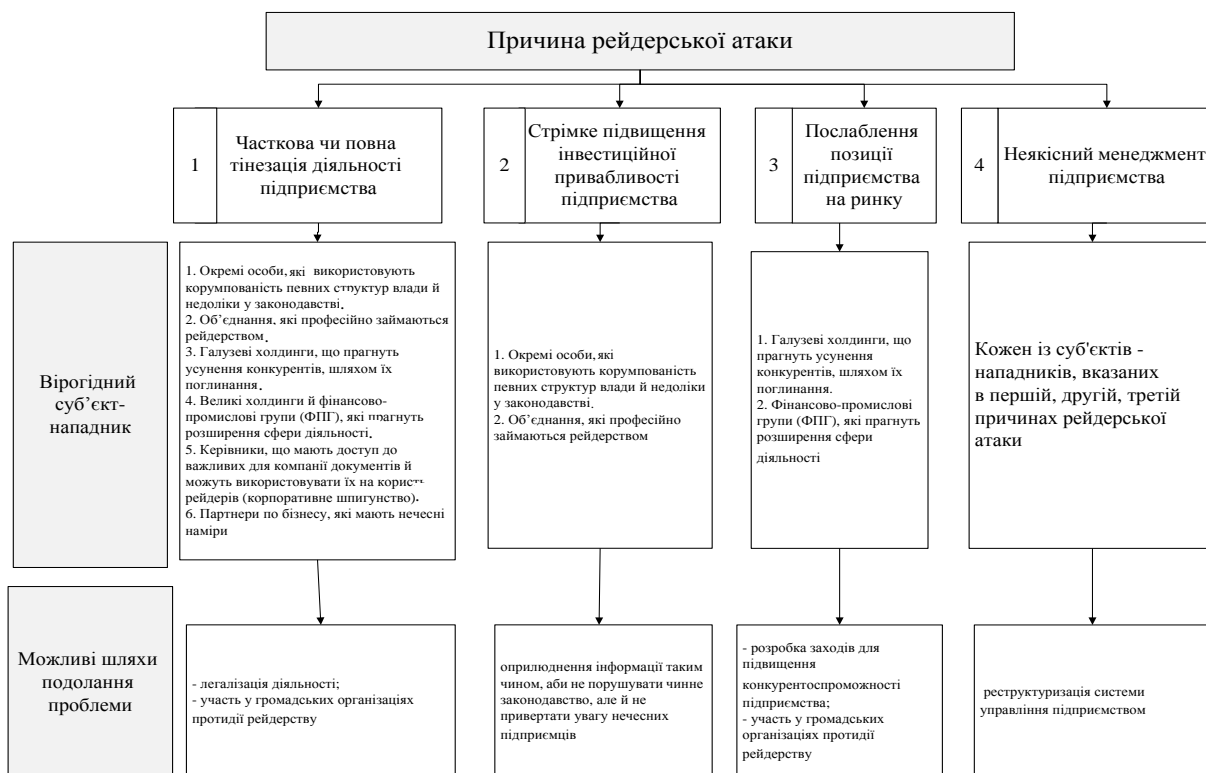 Причина рейдерської атаки
1
Часткова чи повна
тінезація діяльності
підприємства
2
Стрімке підвищення
інвестиційної
привабливості
підприємства
3
Послаблення
позиції
підприємства
на ринку
4
Неякісний менеджмент
підприємства
Вірогідний
суб’єкт-
нападник
1. Окремі особи, які використовують
корумпованість певних структур влади й
недоліки у законодавстві.
2. Об’єднання, які професійно займаються
рейдерством.
3. Галузеві холдинги, що прагнуть
усунення конкурентів, шляхом їх
поглинання.
4. Великі холдинги й фінансово-
промислові групи (ФПГ), які прагнуть
розширення сфери діяльності.
5. Керівники, що мають доступ до
важливих для компанії документів й
можуть використовувати їх на користь
рейдерів (корпоративне шпигунство).
6. Партнери по бізнесу, які мають нечесні
наміри
1. Окремі особи, які
використовують корумпованість
певних структур влади й недоліки
у законодавстві.
2. Об’єднання, які професійно
займаються рейдерством
1. Галузеві холдинги, що
прагнуть усунення
конкурентів, шляхом їх
поглинання.
2. Фінансово-промислові
групи (ФПГ), які прагнуть
розширення сфери
діяльності
Кожен із суб'єктів -
нападників, вказаних
в першій, другій, третій
причинах рейдерської
атаки
Можливі шляхи
подолання
проблеми
- легалізація діяльності;
- участь у громадських організаціях
протидії рейдерству
оприлюднення інформації таким
чином, аби не порушувати чинне
законодавство, але й не
привертати увагу нечесних
підприємців
- розробка заходів для
підвищення
конкурентоспроможності
підприємства;
- участь у громадських
організаціях протидії
рейдерству
реструктуризація системи
управління підприємством